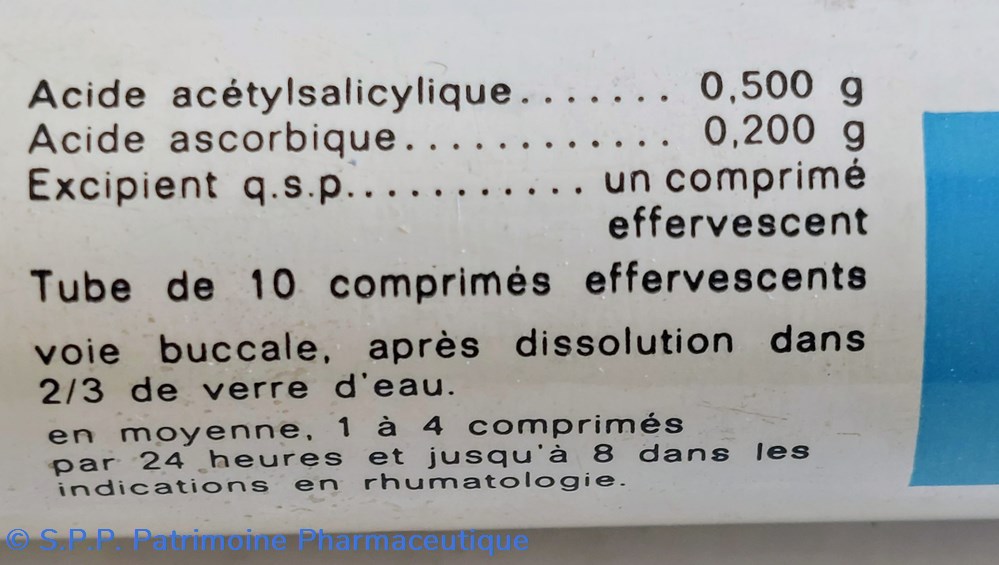 Acide acétylsalicylique....... 0,500 g
Acide ascorbique............ 0,200 g
Excipient q.s.p........... un comprimé
effervescent
Tube de 10 comprimés effervescents
voie buccale, après dissolution dans
2/3 de verre d'eau.
en moyenne, 1 à 4 comprimés
par 24 heures et jusqu'à 8 dans les
indications en rhumatologie.
© S.P.P. Patrimoine Pharmaceutique